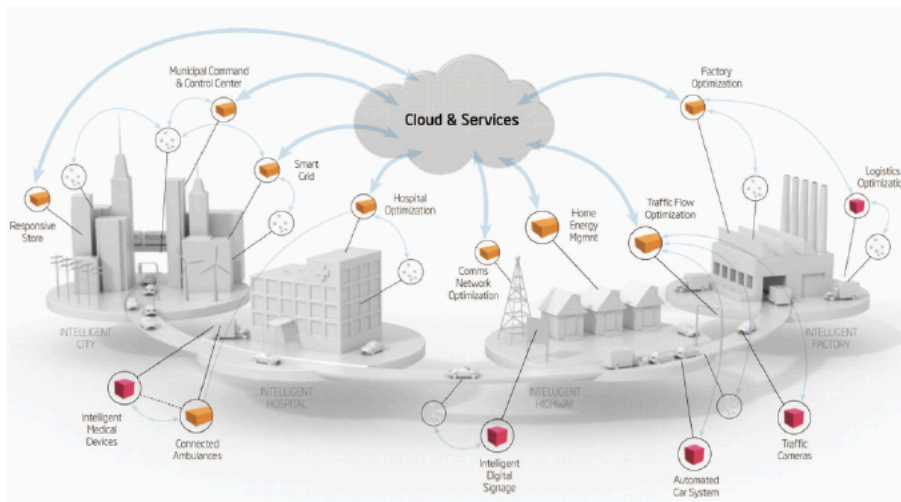 Cloud & Services
Municipal Command
& Control Center
Smart
Grid
Responsive
Store
Hospital
Optimization
Comms
Network
Optimization
Home
Energy
Mgmnt
Traffic Flow
Optimization
Factory
Optimization
Logistics
Optimization
INTELLIGENT
CITY
INTELLIGENT
HOSPITAL
INTELLIGENT
HIGHWAY
INTELLIGENT
FACTORY
Intelligent
Medical
Devices
Connected
Ambulances
Intelligent
Digital
Signage
Automated
Car System
Traffic
Cameras